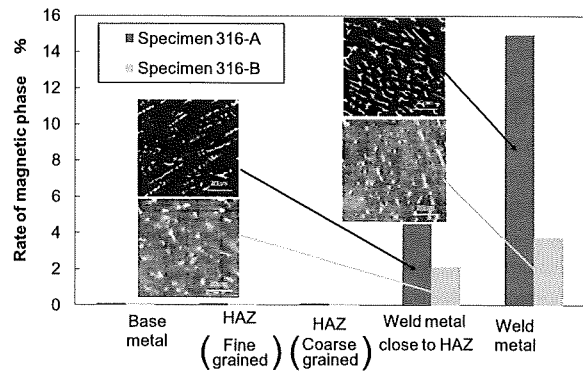 Rate of magnetic phase %
16
14
12
10
8
6
4
2
0
Specimen 316-A
Specimen 316-B
Base
metal
HAZ
(Fine
grained)
HAZ
(Coarse
grained)
Weld metal
close to HAZ
Weld
metal